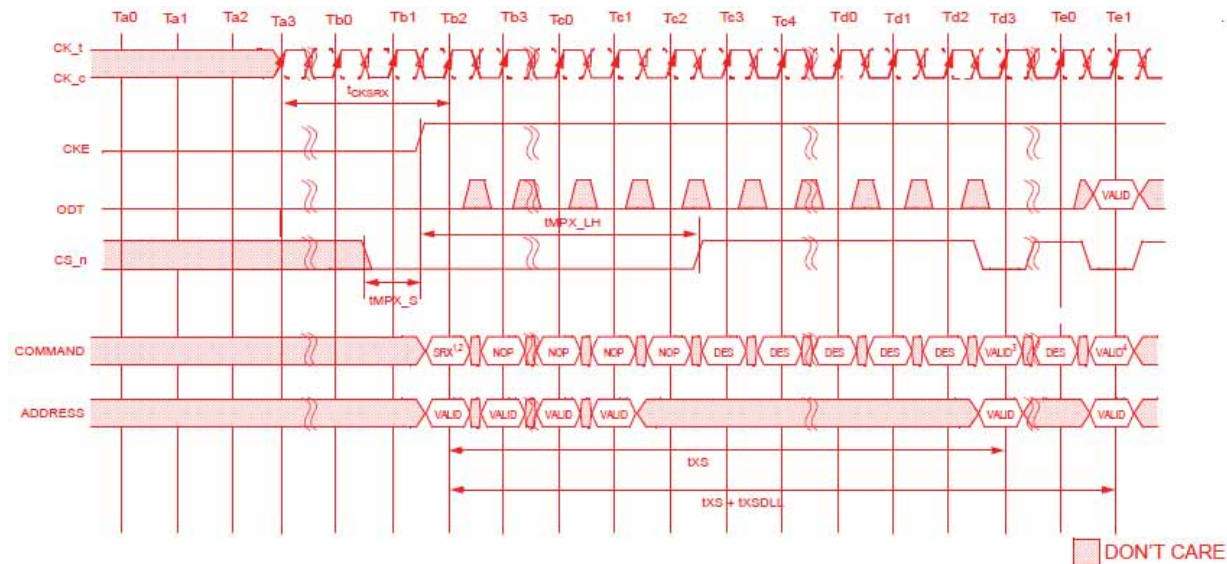 Ta0 Ta1 Ta2 Ta3 Tb0 Tb1 Tb2 Tb3 Tc0 Tc1 Tc2 Tc3 Tc4 Td0 Td1 Td2 Td3 Te0 Te1
CK_t
CK_c
tCKSRX
CKE
ODT
VALID
tMPX_LH
CS_n
tMPX_S
COMMAND SRX1,2 NOP NOP NOP NOP DES DES DES DES DES VALID3 DES VALID4
ADDRESS VALID VALID VALID VALID VALID VALID
tXS
tXS + tXSDLL
DON'T CARE